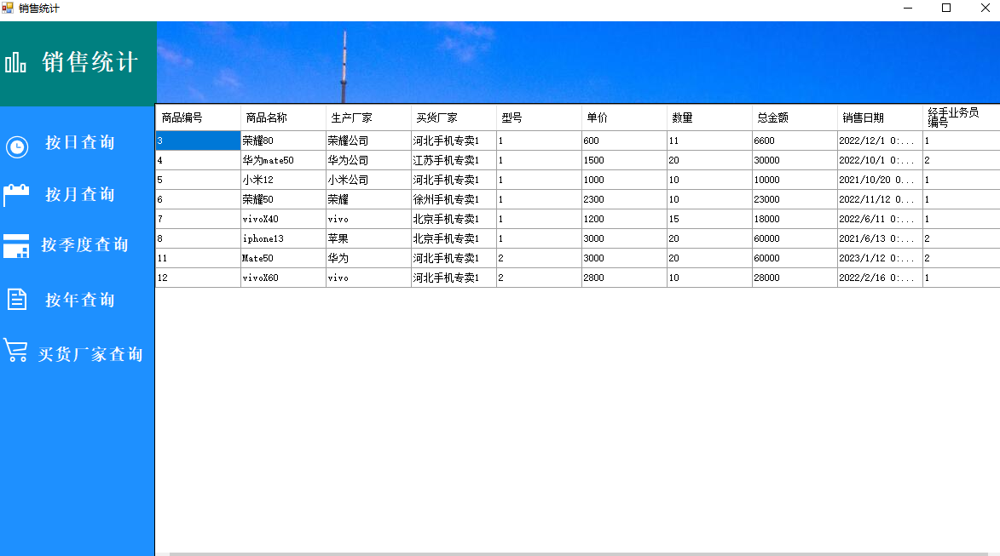 销售统计
销售统计
按日查询
按月查询
按季度查询
按年查询
买货厂家查询
商品编号 商品名称 生产厂家 买货厂家 型号 单价 数量 总金额 销售日期 经手业务员编号
3 荣耀80 荣耀公司 河北手机专卖1 1 600 11 6600 2022/12/1 0:... 1
4 华为mate50 华为公司 江苏手机专卖1 1 1500 20 30000 2022/10/1 0:... 2
5 小米12 小米公司 河北手机专卖1 1 1000 10 10000 2021/10/20 0... 1
6 荣耀50 荣耀 徐州手机专卖1 1 2300 10 23000 2022/11/12 0... 1
7 vivoX40 vivo 北京手机专卖1 1 1200 15 18000 2022/6/11 0:... 1
8 iphone13 苹果 北京手机专卖1 1 3000 20 60000 2021/6/13 0:... 2
11 Mate50 华为 河北手机专卖1 2 3000 20 60000 2023/1/12 0:... 2
12 vivoX60 vivo 河北手机专卖1 2 2800 10 28000 2022/2/16 0:... 1